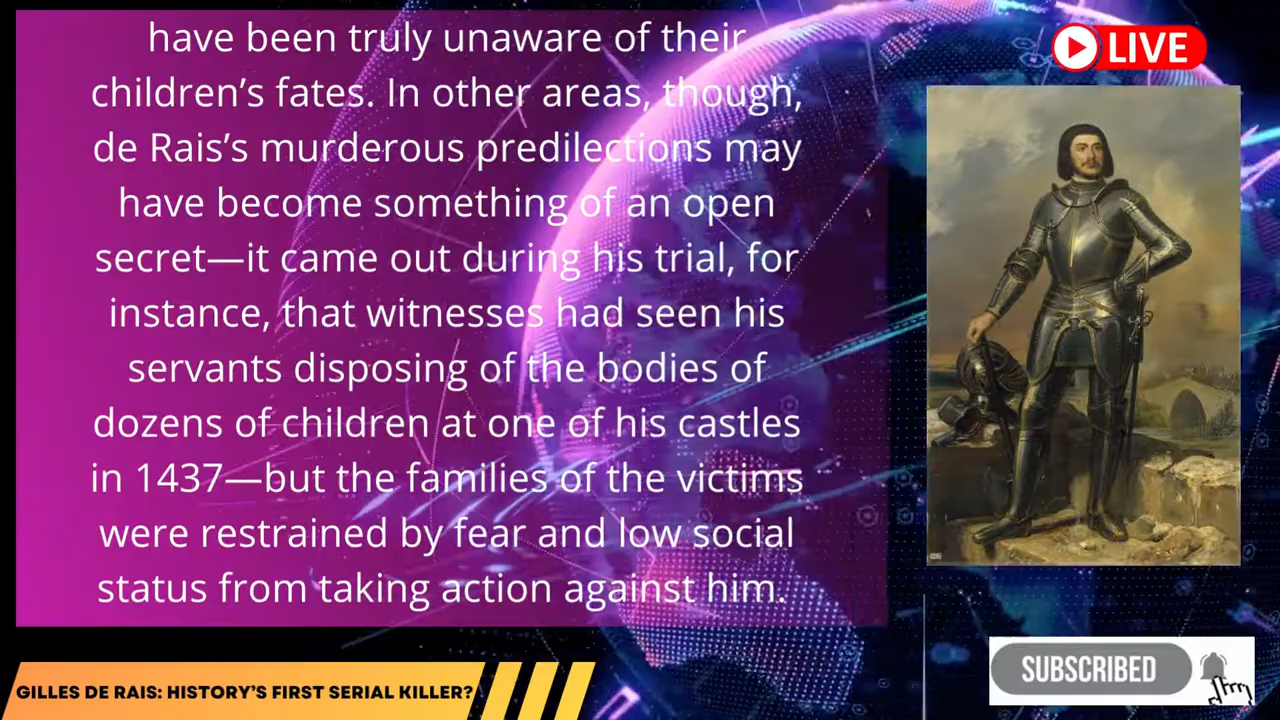 have been truly unaware of their
children’s fates. In other areas, though,
de Rais’s murderous predilections may
have become something of an open
secret—it came out during his trial, for
instance, that witnesses had seen his
servants disposing of the bodies of
dozens of children at one of his castles
in 1437—but the families of the victims
were restrained by fear and low social
status from taking action against him.
LIVE
SUBSCRIBED
GILLES DE RAIS: HISTORY’S FIRST SERIAL KILLER?